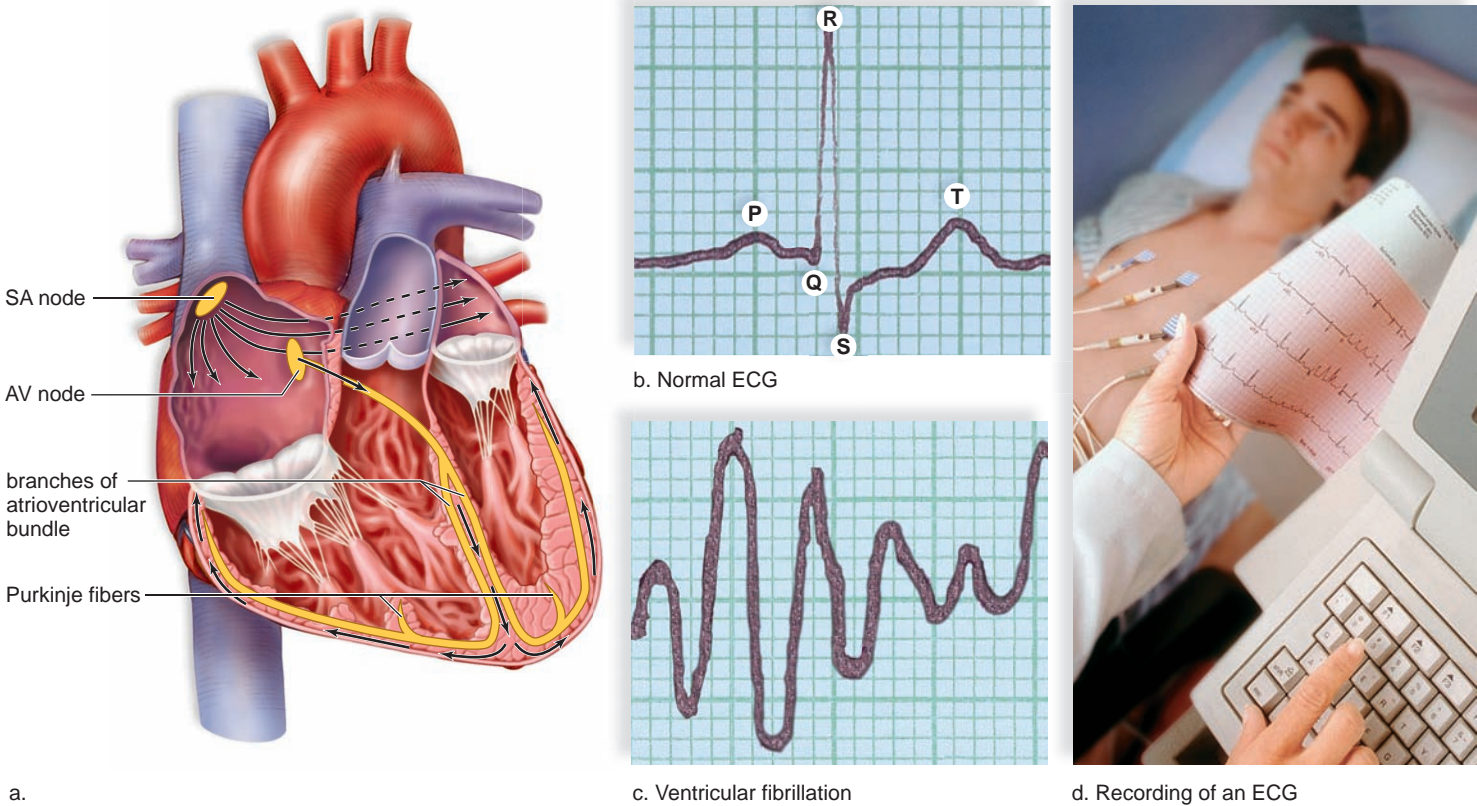 SA node
AV node
branches of
atrioventricular
bundle
Purkinje fibers
a.
R
P
T
Q
S
b. Normal ECG
c. Ventricular fibrillation
d. Recording of an ECG